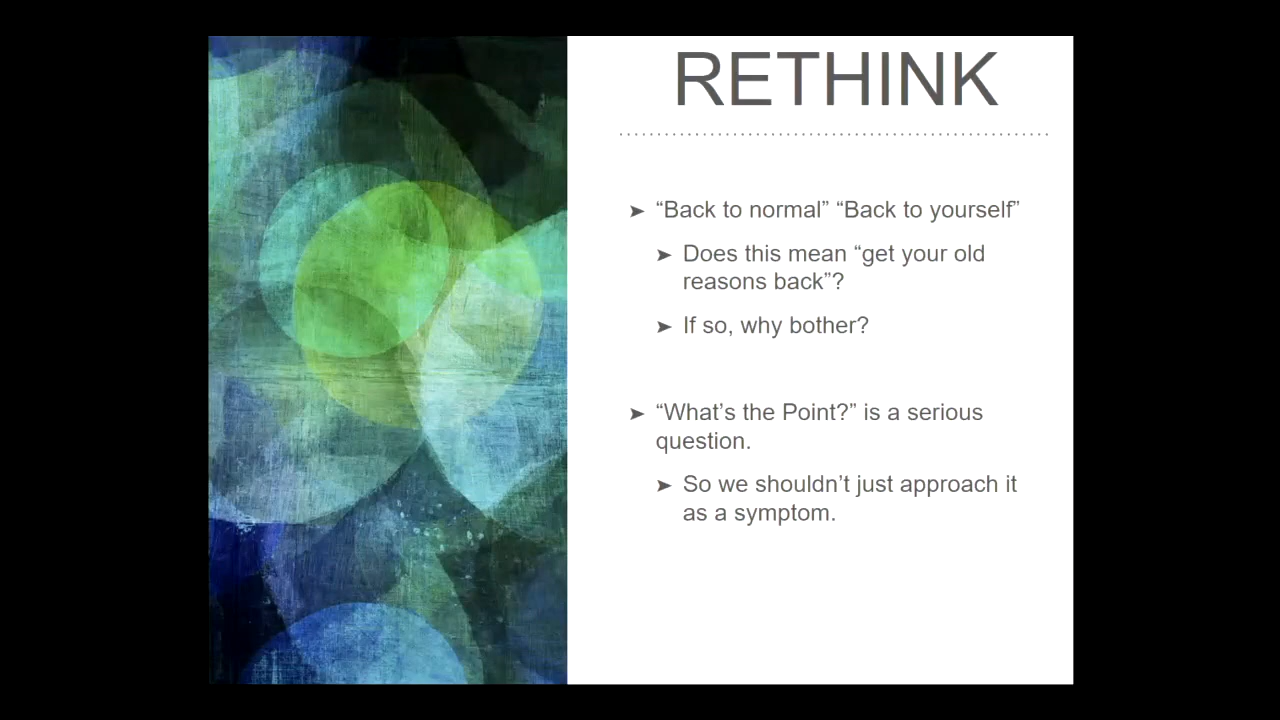 RETHINK
➤ “Back to normal” “Back to yourself”
➤ Does this mean “get your old
reasons back”?
➤ If so, why bother?
➤ “What’s the Point?” is a serious
question.
➤ So we shouldn’t just approach it
as a symptom.